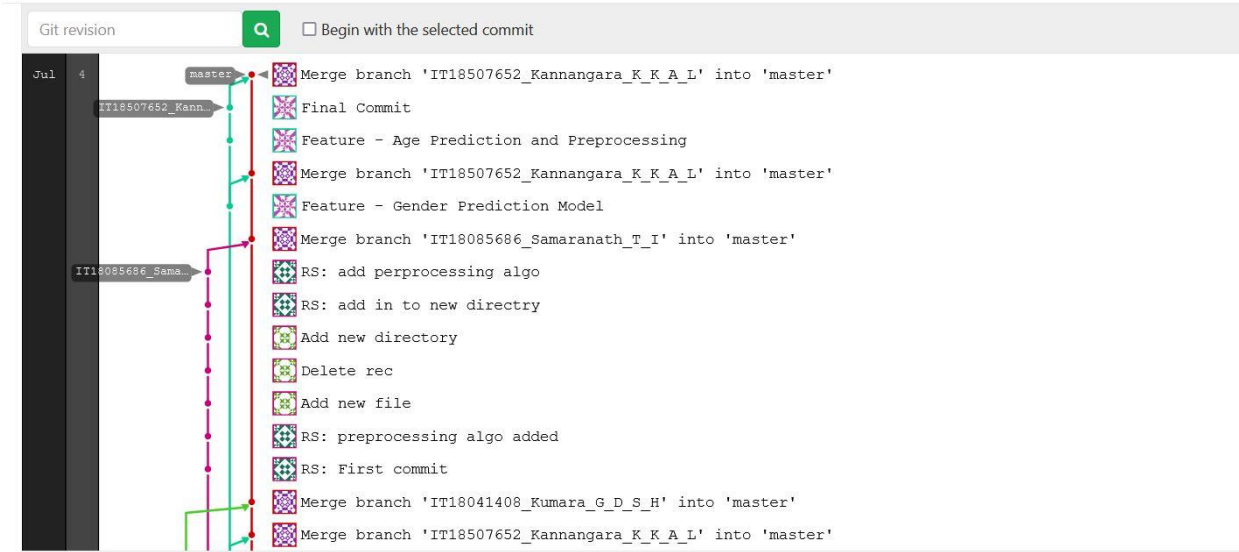 Git revision
Begin with the selected commit
Jul 4 master Merge branch 'IT18507652_Kannangara_K_K_A_L' into 'master'
IT18507652_Kann… Final Commit
Feature - Age Prediction and Preprocessing
Merge branch 'IT18507652_Kannangara_K_K_A_L' into 'master'
Feature - Gender Prediction Model
Merge branch 'IT18085686_Samaranath_T_I' into 'master'
IT18085686_Sama… RS: add perprocessing algo
RS: add in to new directry
Add new directory
Delete rec
Add new file
RS: preprocessing algo added
RS: First commit
Merge branch 'IT18041408_Kumara_G_D_S_H' into 'master'
Merge branch 'IT18507652_Kannangara_K_K_A_L' into 'master'